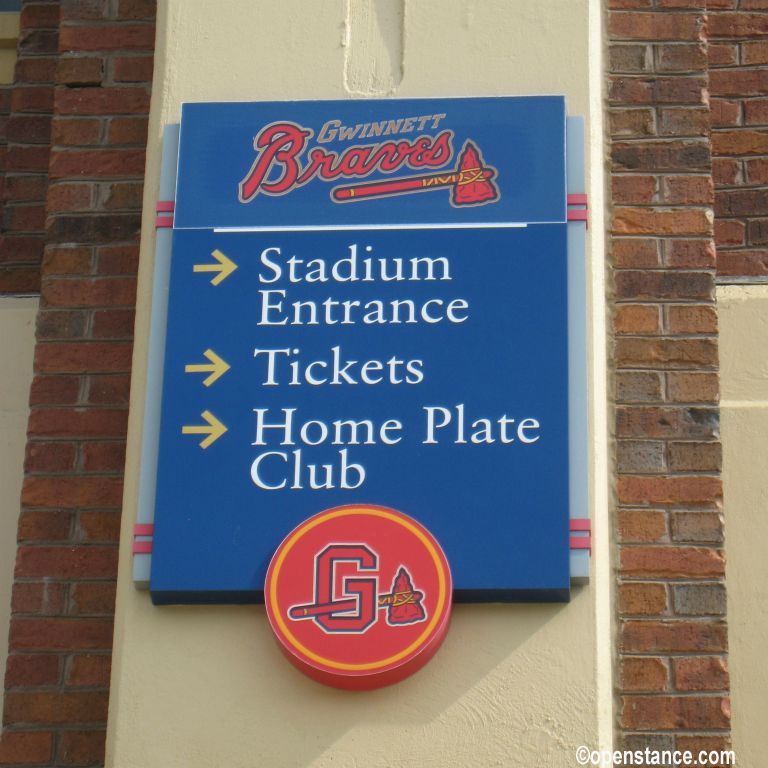 GWINNETT
Braves
→ Stadium
Entrance
→ Tickets
→ Home Plate
Club
G
©openstance.com